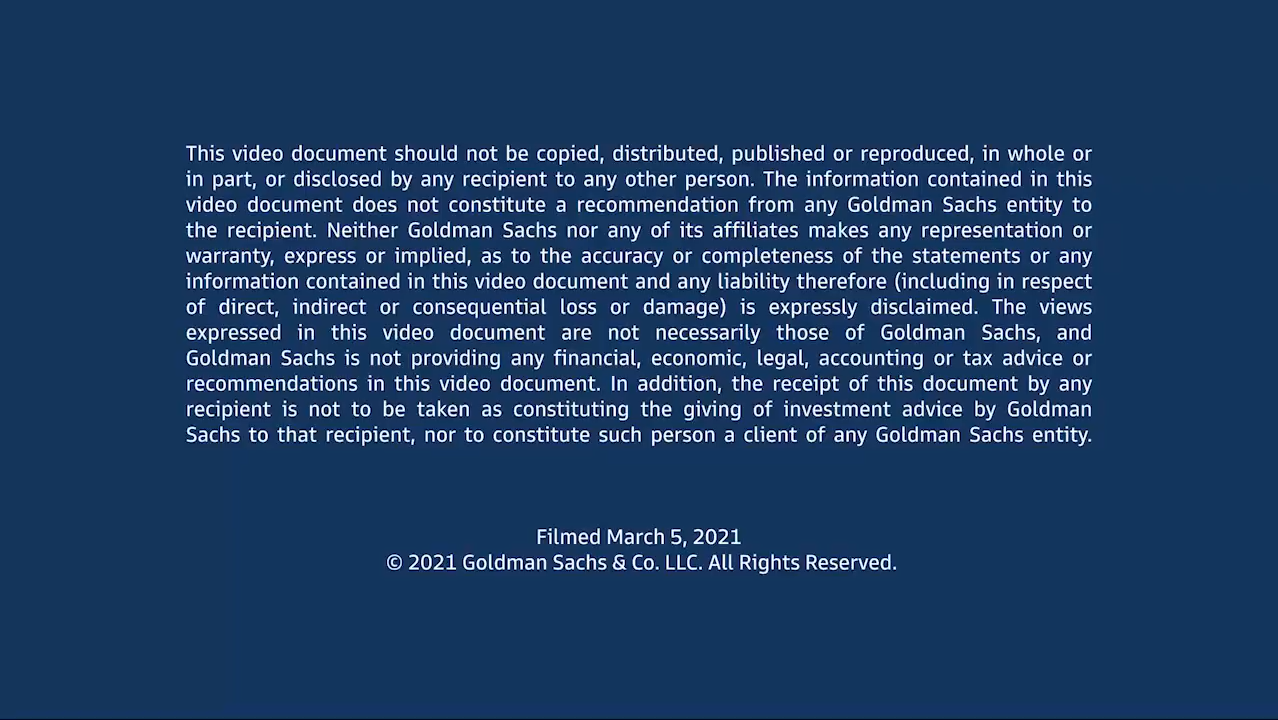 This video document should not be copied, distributed, published or reproduced, in whole or
in part, or disclosed by any recipient to any other person. The information contained in this
video document does not constitute a recommendation from any Goldman Sachs entity to
the recipient. Neither Goldman Sachs nor any of its affiliates makes any representation or
warranty, express or implied, as to the accuracy or completeness of the statements or any
information contained in this video document and any liability therefore (including in respect
of direct, indirect or consequential loss or damage) is expressly disclaimed. The views
expressed in this video document are not necessarily those of Goldman Sachs, and
Goldman Sachs is not providing any financial, economic, legal, accounting or tax advice or
recommendations in this video document. In addition, the receipt of this document by any
recipient is not to be taken as constituting the giving of investment advice by Goldman
Sachs to that recipient, nor to constitute such person a client of any Goldman Sachs entity.
Filmed March 5, 2021
© 2021 Goldman Sachs & Co. LLC. All Rights Reserved.